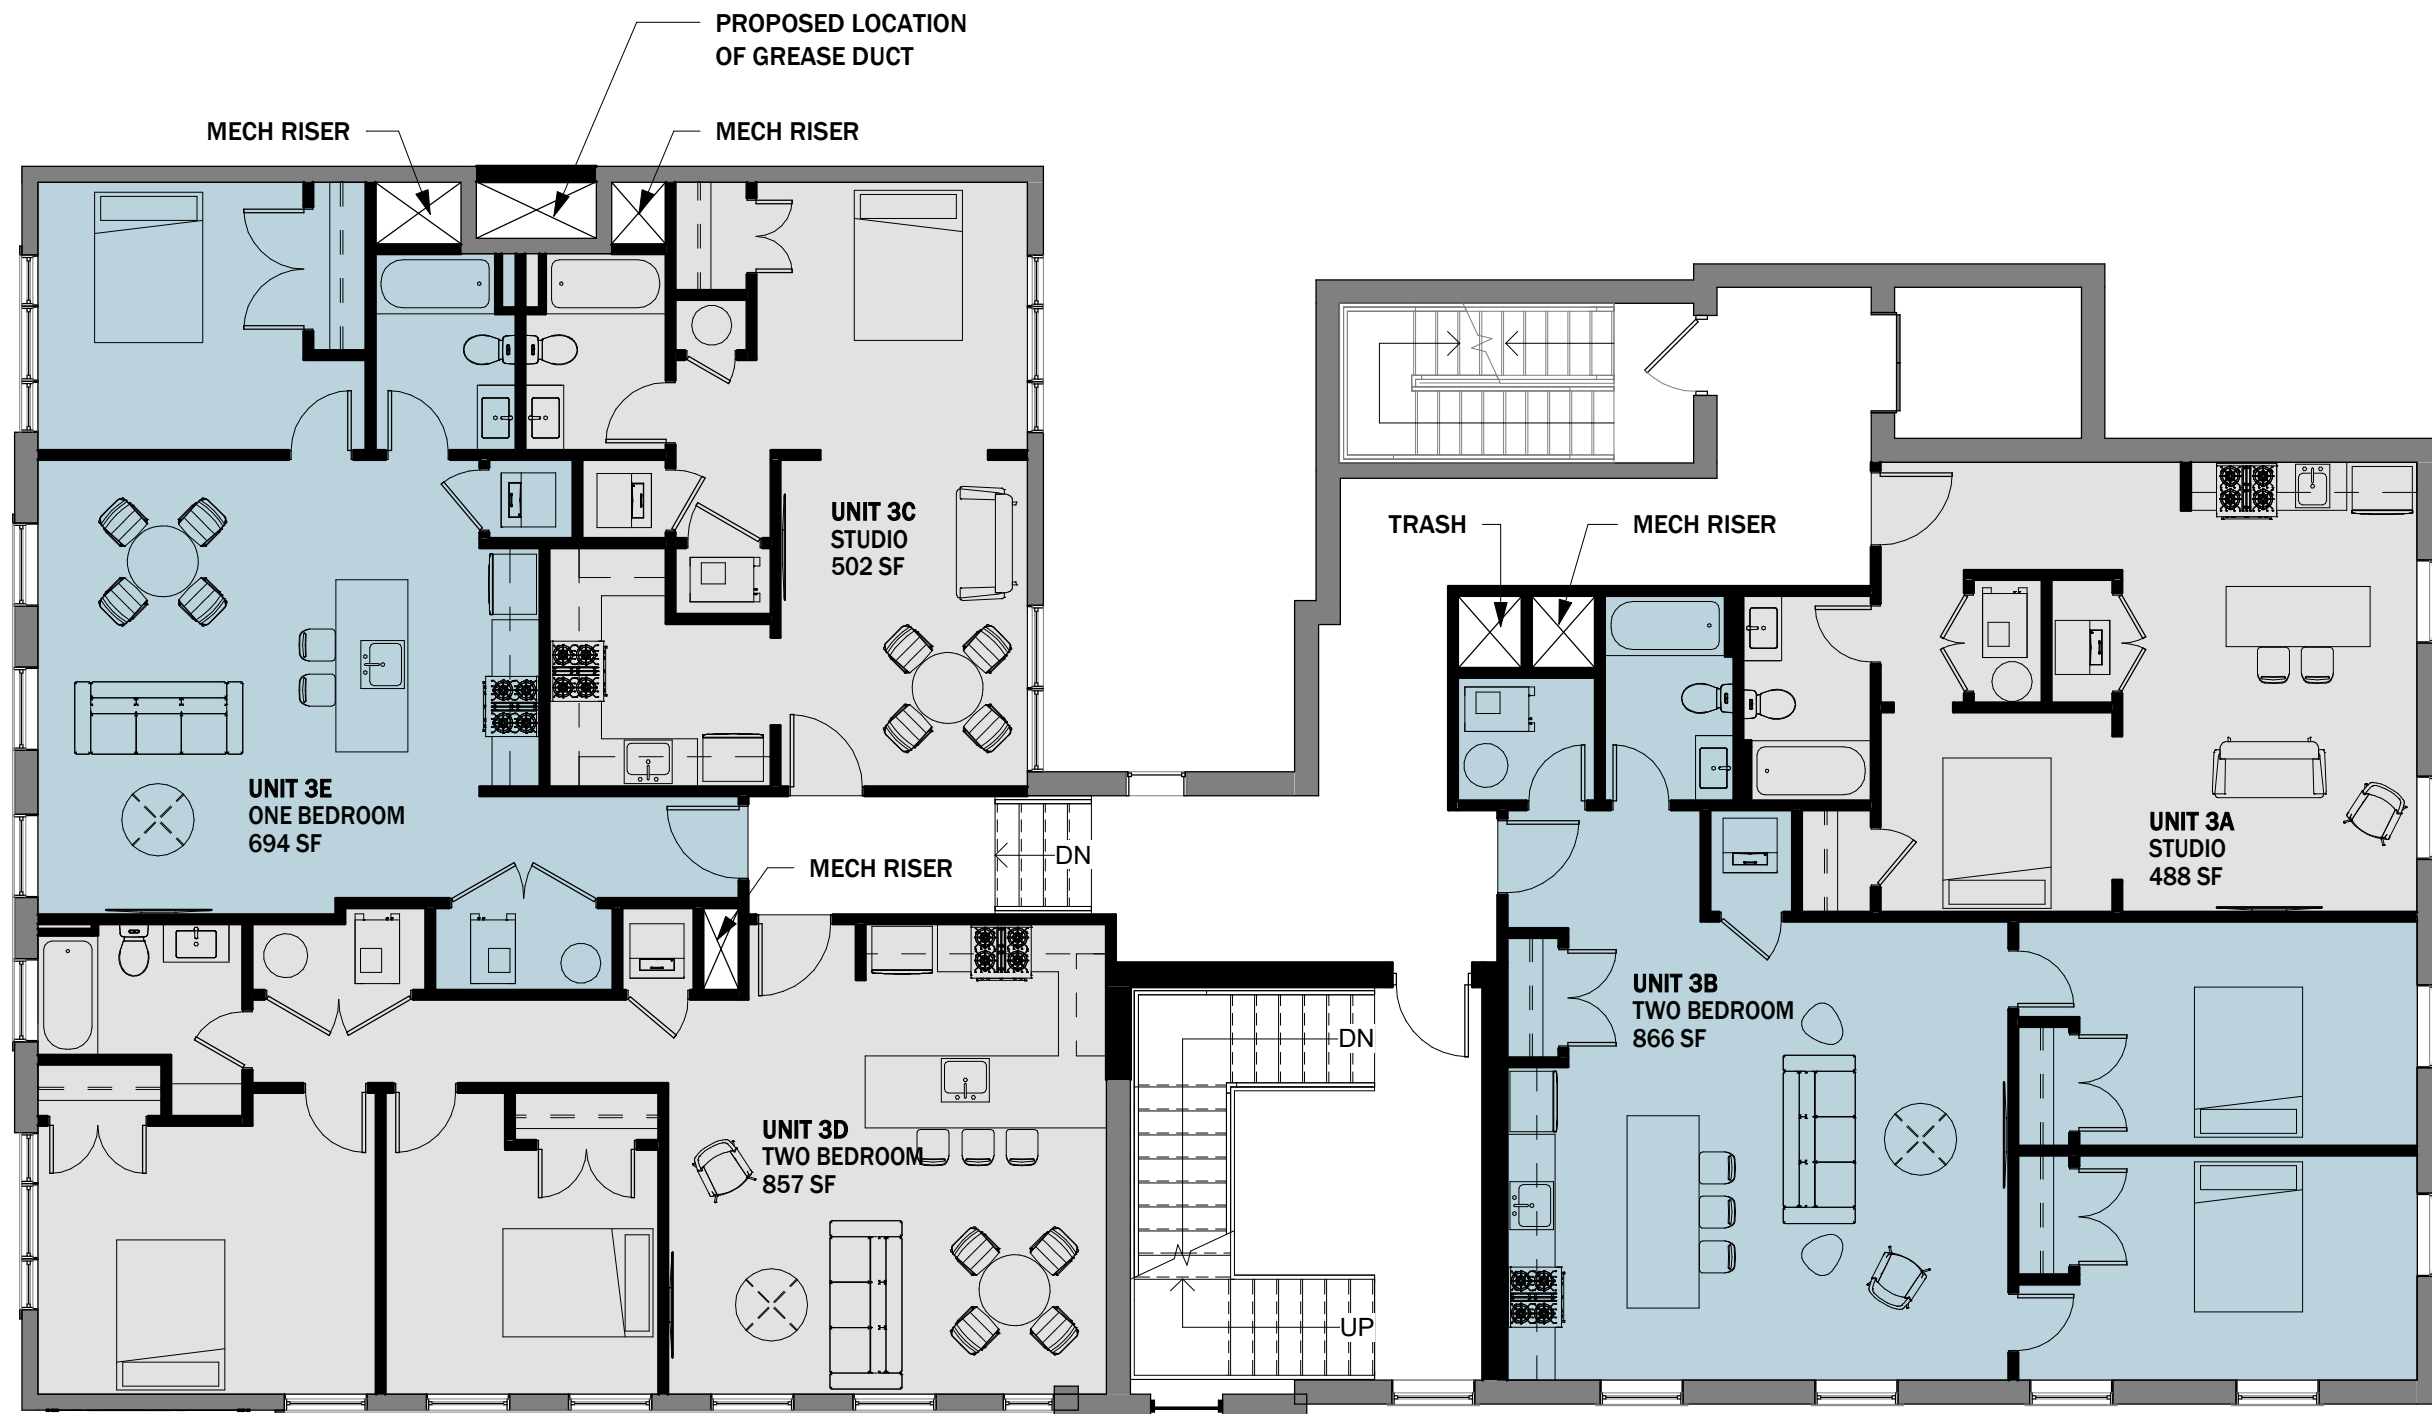 PROPOSED LOCATION
OF GREASE DUCT
MECH RISER
MECH RISER
UNIT 3C
STUDIO
502 SF
TRASH
MECH RISER
UNIT 3E
ONE BEDROOM
694 SF
UNIT 3A
STUDIO
488 SF
DN
MECH RISER
UNIT 3B
TWO BEDROOM
866 SF
DN
UNIT 3D
TWO BEDROOM
857 SF
UP